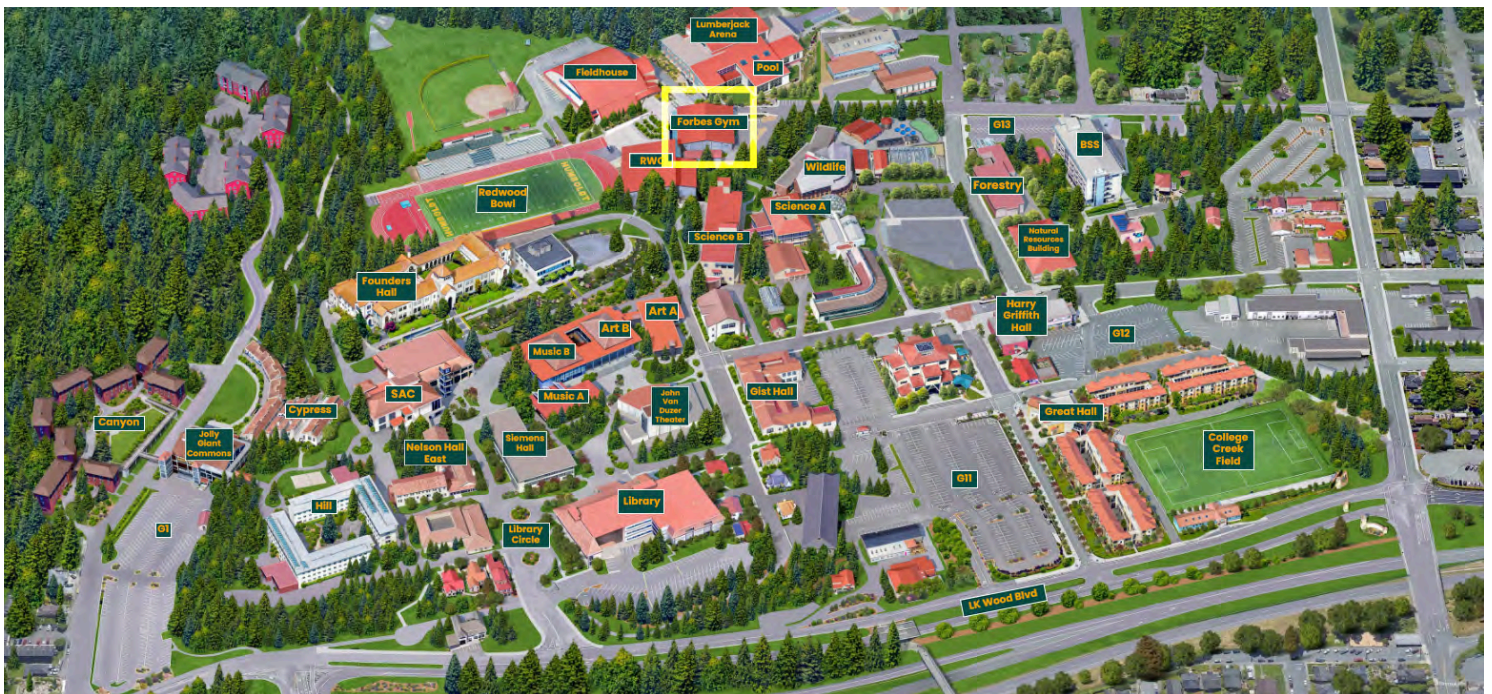 Lumberjack
Arena
Pool
Fieldhouse
Forbes Gym
G13
BSS
Wildlife
Redwood
Bowl
HUMBOLDT
LUMBERJACKS
Forestry
Science A
Science B
Natural
Resources
Building
Founders
Hall
Art A
Art B
Music B
Harry
Griffith
Hall
G12
SAC
Music A
John
Van
Duzer
Theater
Gist Hall
Canyon
Cypress
Great Hall
Jolly
Giant
Commons
Nelson Hall
East
Siemens
Hall
College
Creek
Field
G11
Hill
Library
G1
Library
Circle
LK Wood Blvd